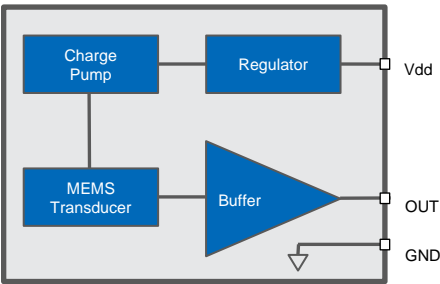 Charge
Pump
Regulator
Vdd
MEMS
Transducer
Buffer
OUT
GND